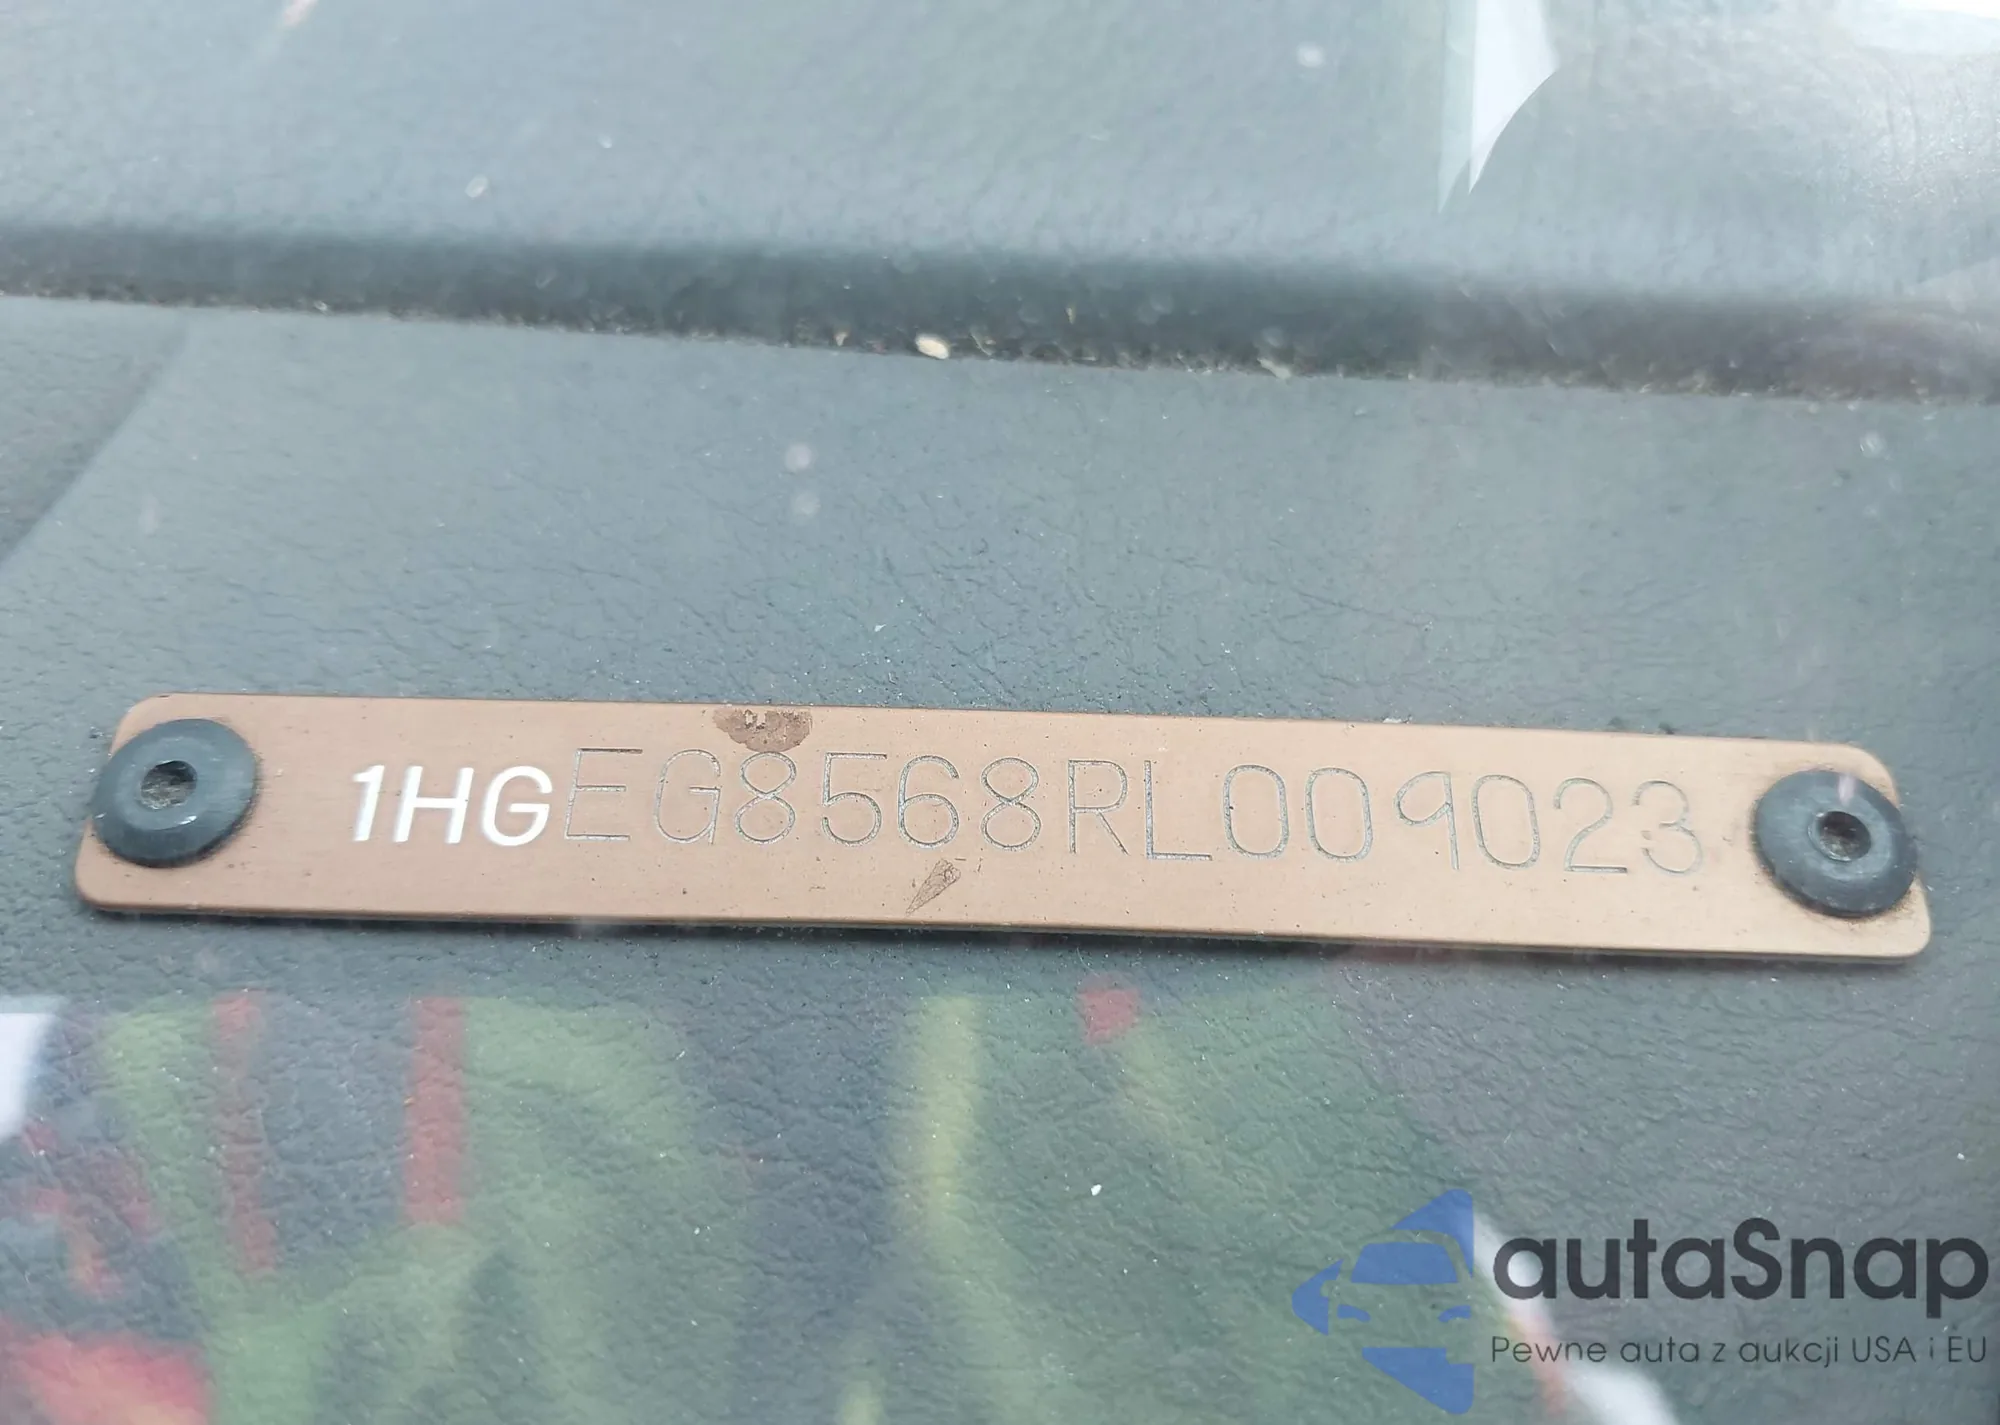 1HGEG8568RL009023
autaSnap
Pewne auta z aukcji USA i EU